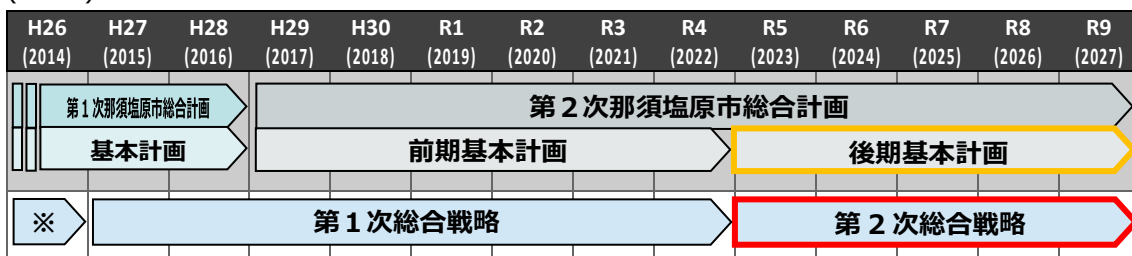 H26 H27 H28 H29 H30 R1 R2 R3 R4 R5 R6 R7 R8 R9
(2014) (2015) (2016) (2017) (2018) (2019) (2020) (2021) (2022) (2023) (2024) (2025) (2026) (2027)
第1次那須塩原市総合計画 第2次那須塩原市総合計画
基本計画 前期基本計画 後期基本計画
※ 第1次総合戦略 第2次総合戦略